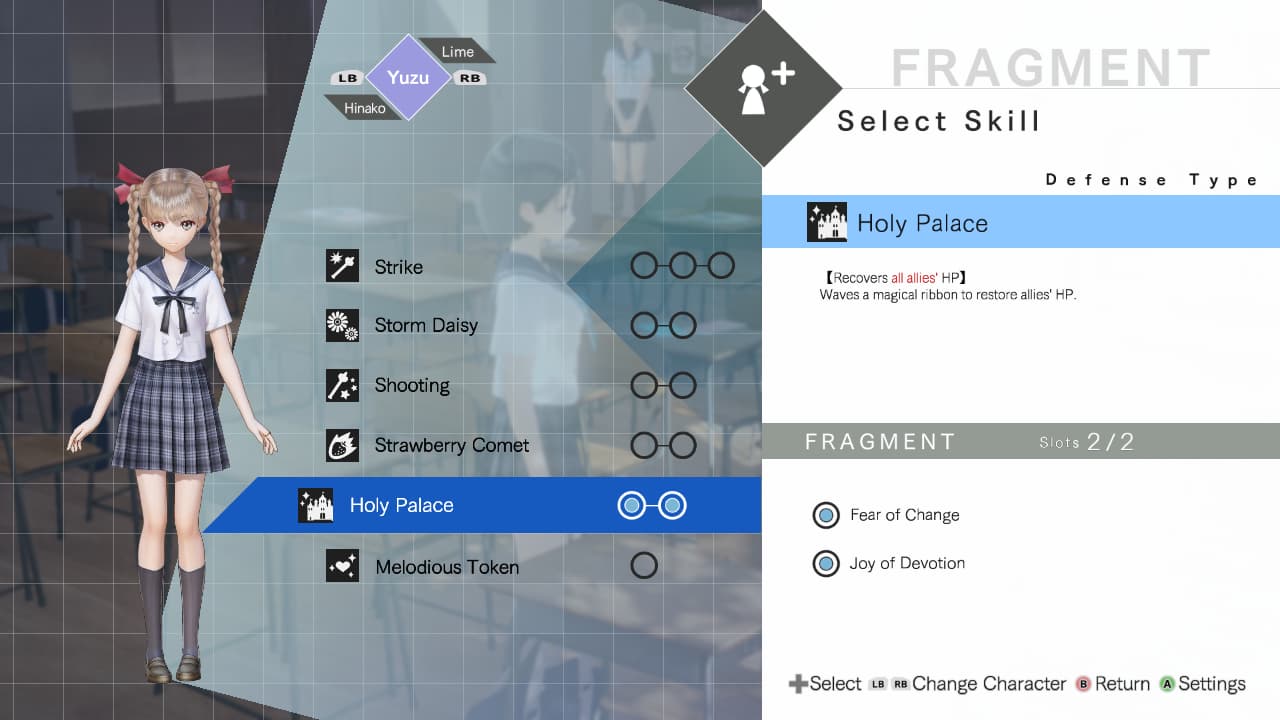 Lime
LB Yuzu RB
Hinako
FRAGMENT
Select Skill
Defense Type
Holy Palace
【Recovers all allies' HP】
Waves a magical ribbon to restore allies' HP.
Strike
Storm Daisy
Shooting
Strawberry Comet
Holy Palace
Melodious Token
FRAGMENT Slots 2/2
Fear of Change
Joy of Devotion
Select LB RB Change Character B Return A Settings